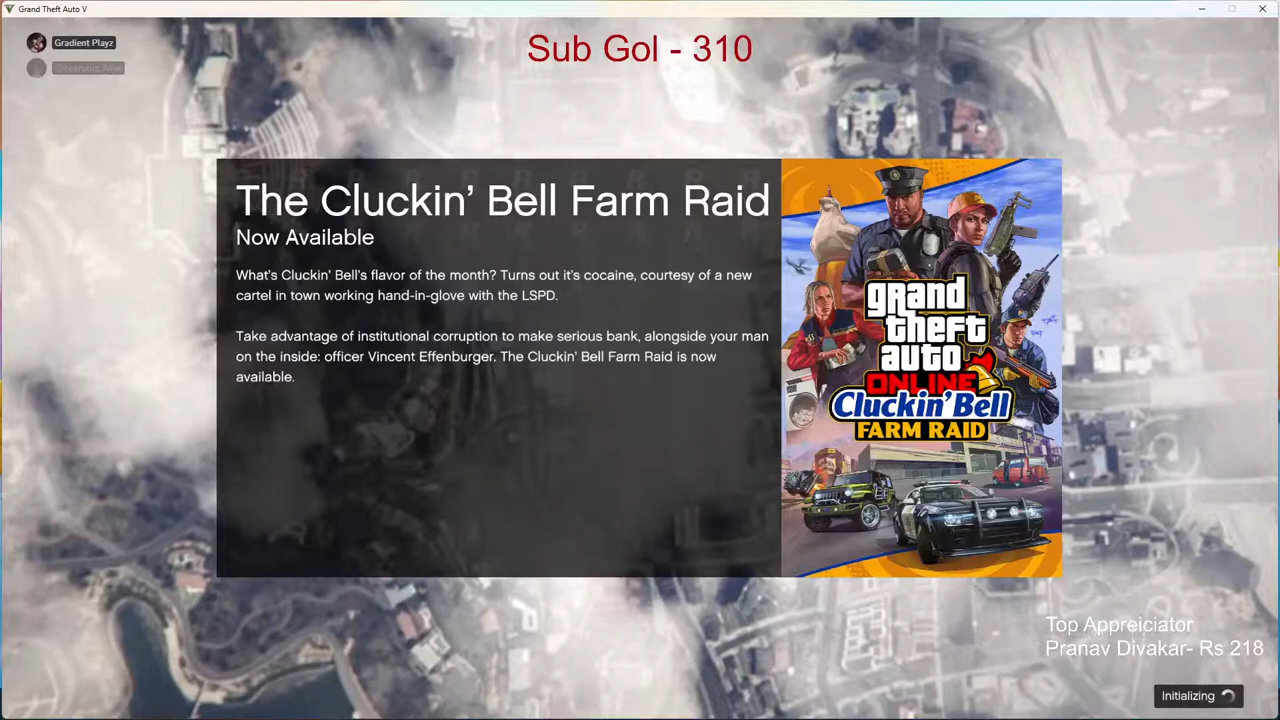 Grand Theft Auto V
Gradient Playz
Sub Gol - 310
The Cluckin' Bell Farm Raid
Now Available
What's Cluckin' Bell's flavor of the month? Turns out it's cocaine, courtesy of a new
cartel in town working hand-in-glove with the LSPD.
Take advantage of institutional corruption to make serious bank, alongside your man
on the inside: officer Vincent Effenburger. The Cluckin' Bell Farm Raid is now
available.
grand
theft
auto
ONLINE
Cluckin' Bell
FARM RAID
Top Appreiciator
Pranav Divakar- Rs 218
Initializing